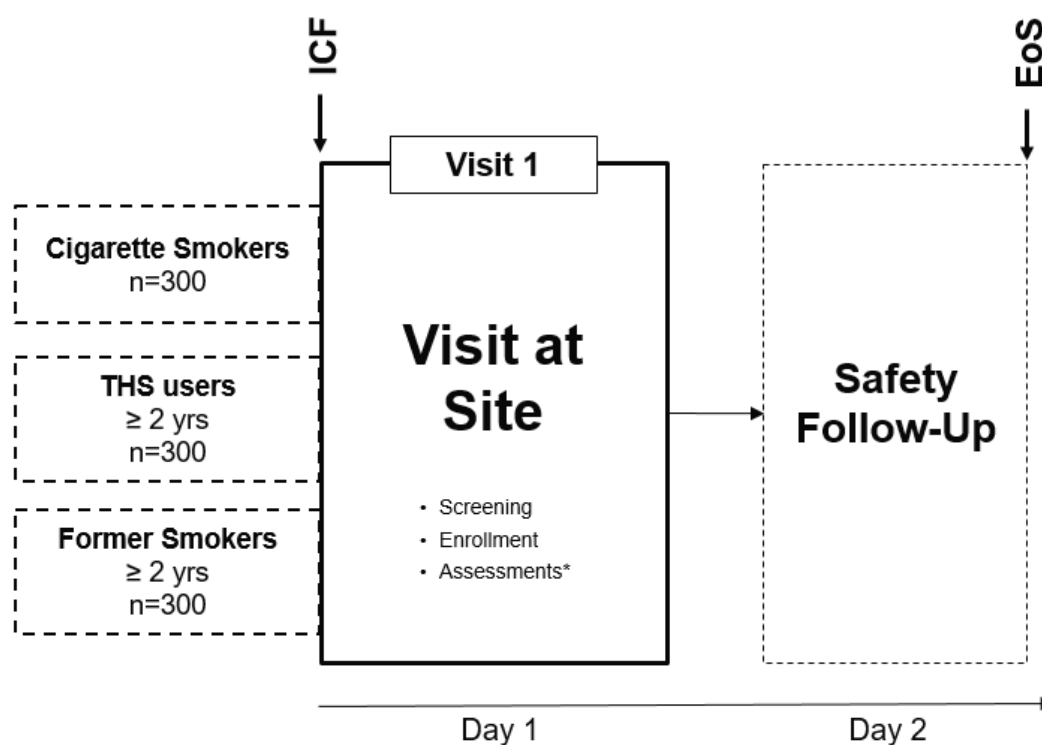 ICF
EoS
Visit 1
Cigarette Smokers
n=300
THS users
≥ 2 yrs
n=300
Former Smokers
≥ 2 yrs
n=300
Visit at
Site
• Screening
• Enrollment
• Assessments*
Safety
Follow-Up
Day 1
Day 2